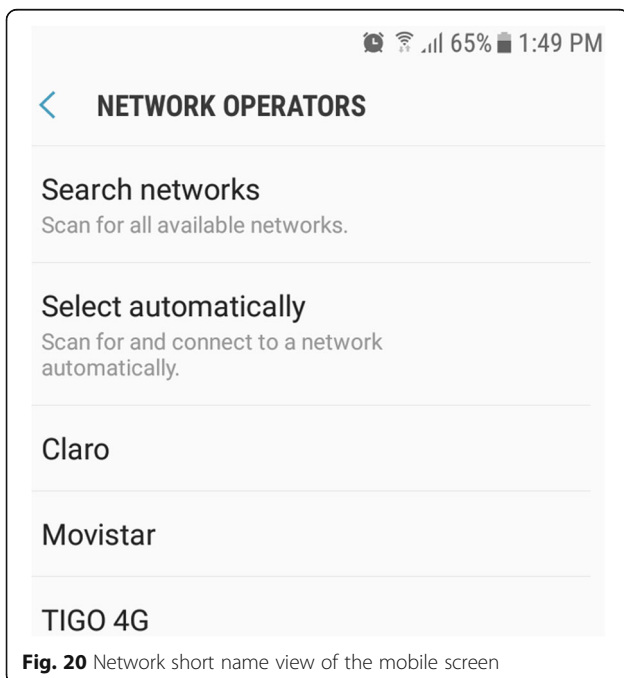 65% 1:49 PM
NETWORK OPERATORS
Search networks
Scan for all available networks.
Select automatically
Scan for and connect to a network
automatically.
Claro
Movistar
TIGO 4G
Fig. 20 Network short name view of the mobile screen